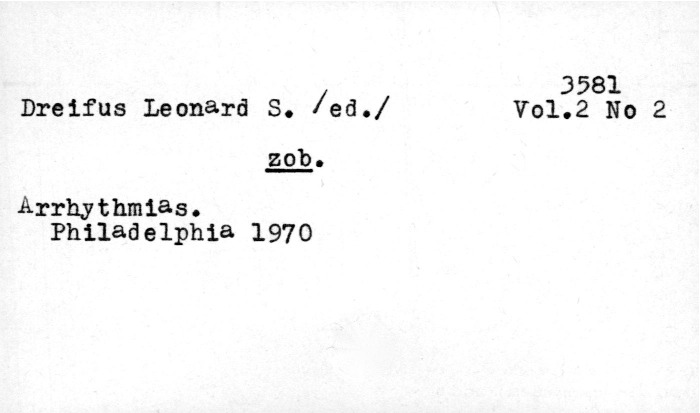 3581
Dreifus Leonard S. /ed./ Vol.2 No 2
zob.
Arrhythmias.
Philadelphia 1970